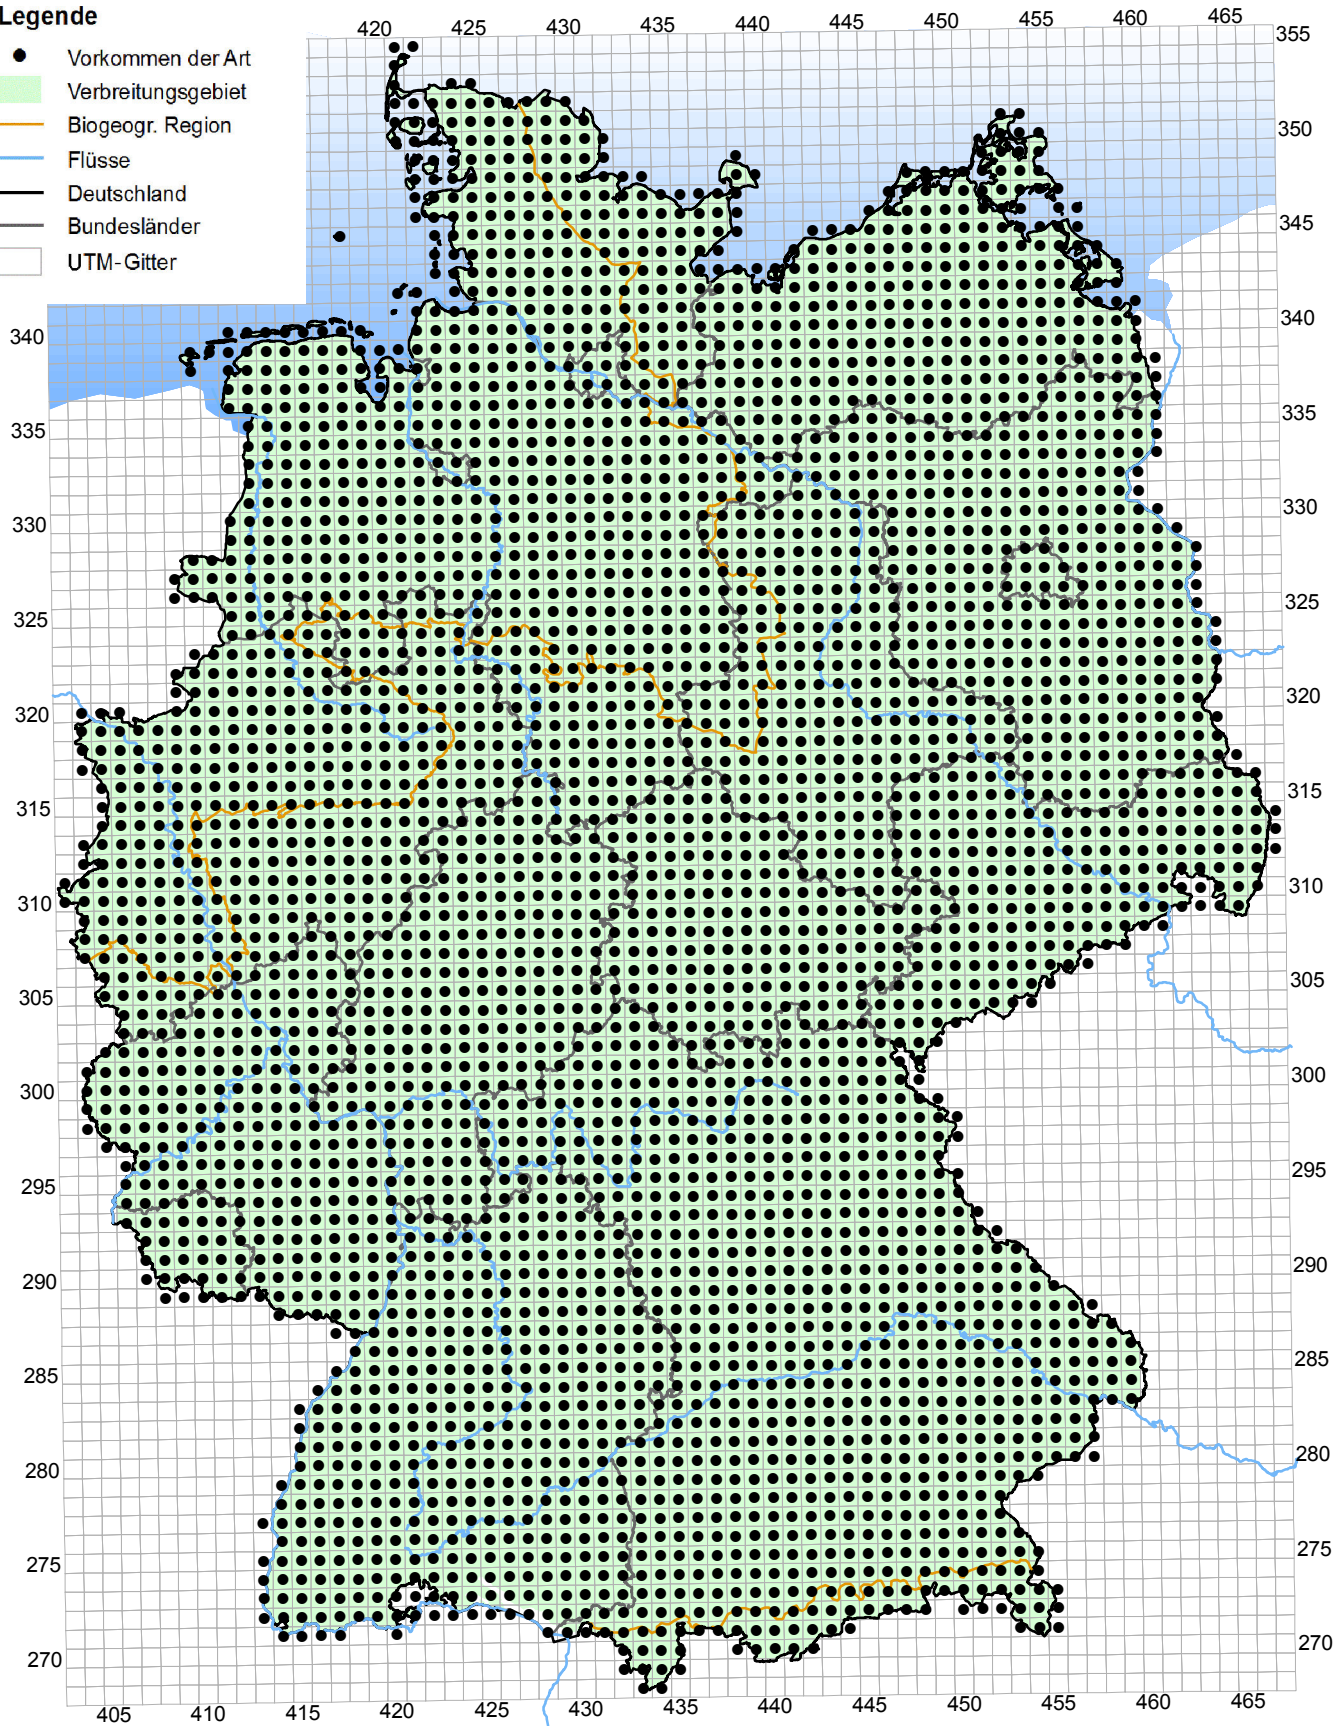 Legende
Vorkommen der Art
Verbreitungsgebiet
Biogeogr. Region
Flüsse
Deutschland
Bundesländer
UTM-Gitter
420 425 430 435 440 445 450 455 460 465
355
350
345
340 340
335 335
330 330
325 325
320 320
315 315
310 310
305 305
300 300
295 295
290 290
285 285
280 280
275 275
270 270
405 410 415 420 425 430 435 440 445 450 455 460 465